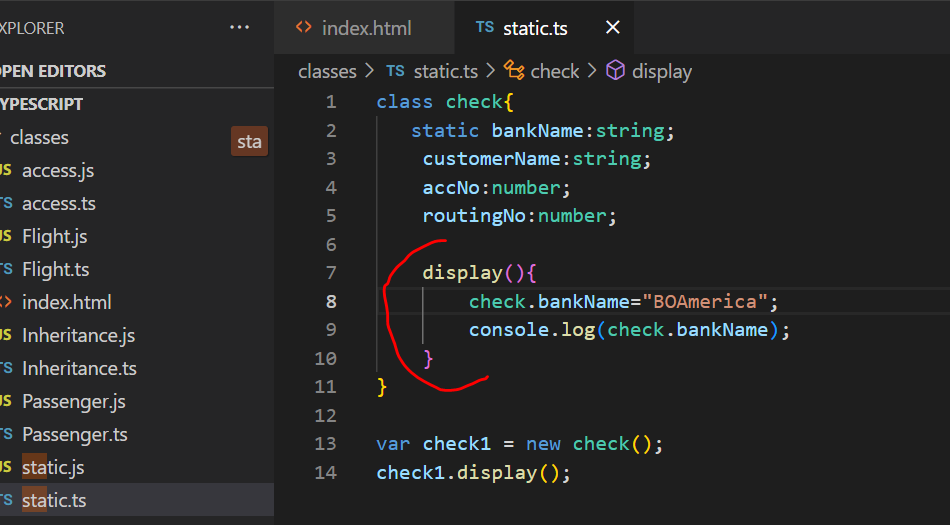 EXPLORER ...
OPEN EDITORS
TYPESCRIPT
classes
sta
JS access.js
TS access.ts
JS Flight.js
TS Flight.ts
<> index.html
JS Inheritance.js
TS Inheritance.ts
JS Passenger.js
TS Passenger.ts
JS static.js
TS static.ts
<> index.html
TS static.ts ×
classes > TS static.ts > check > display
1 class check{
2 static bankName:string;
3 customerName:string;
4 accNo:number;
5 routingNo:number;
6
7 display(){
8 check.bankName="BOAmerica";
9 console.log(check.bankName);
10 }
11 }
12
13 var check1 = new check();
14 check1.display();